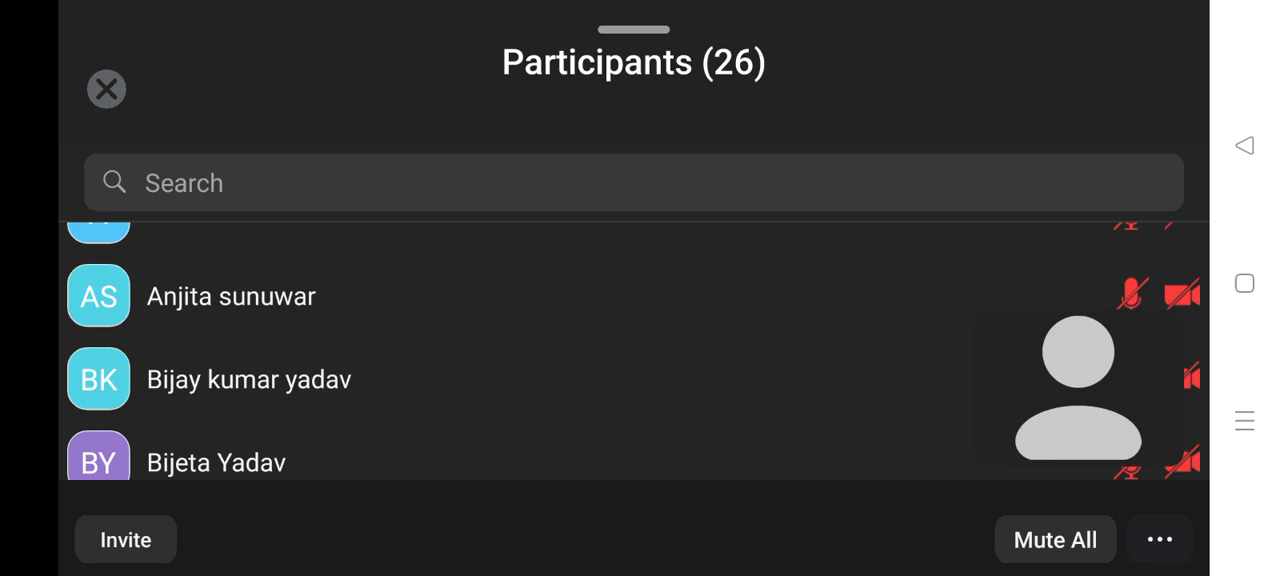 Participants (26)
Search
AS Anjita sunuwar
BK Bijay kumar yadav
BY Bijeta Yadav
Invite
Mute All